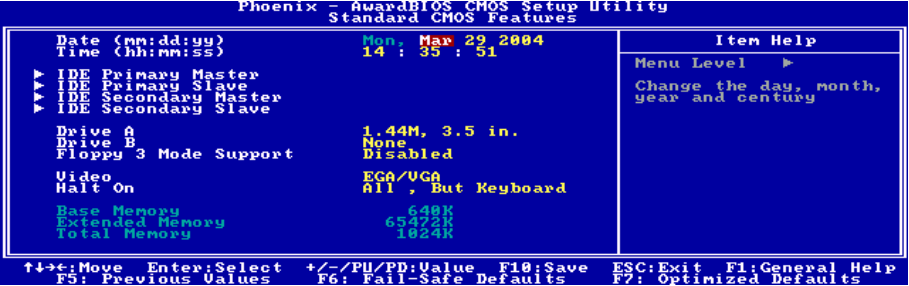 Phoenix - AwardBIOS CMOS Setup Utility
Standard CMOS Features
Date (mm:dd:yy) Mon, Mar 29 2004
Time (hh:mm:ss) 14 : 35 : 51
IDE Primary Master
IDE Primary Slave
IDE Secondary Master
IDE Secondary Slave
Drive A 1.44M, 3.5 in.
Drive B None
Floppy 3 Mode Support Disabled
Video EGA/VGA
Halt On All , But Keyboard
Base Memory 640K
Extended Memory 65472K
Total Memory 1024K
Item Help
Menu Level
Change the day, month,
year and century
↑↓→←:Move Enter:Select +/-/PU/PD:Value F10:Save ESC:Exit F1:General Help
F5: Previous Values F6: Fail-Safe Defaults F7: Optimized Defaults